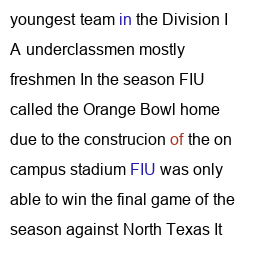 youngest team in the Division I
A underclassmen mostly
freshmen In the season FIU
called the Orange Bowl home
due to the construcion of the on
campus stadium FIU was only
able to win the final game of the
season against North Texas It